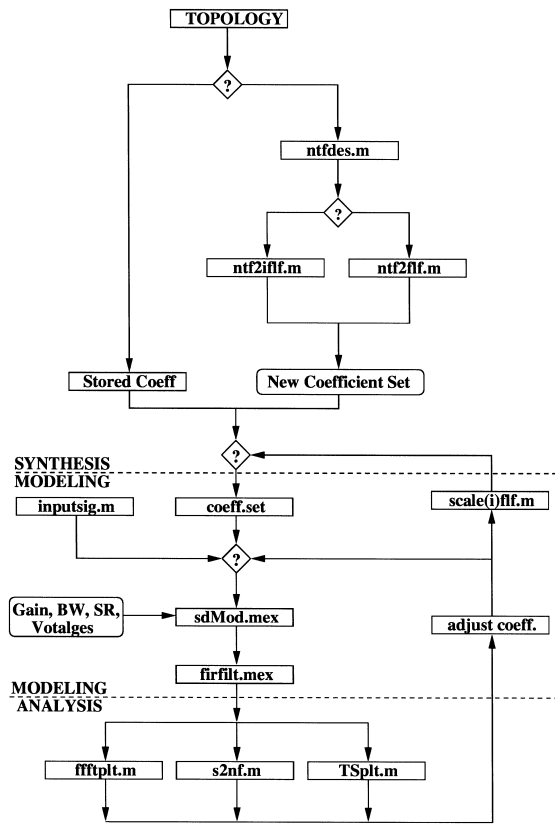 TOPOLOGY
?
ntfdes.m
?
ntf2iflf.m
ntf2flf.m
Stored Coeff
New Coefficient Set
?
SYNTHESIS
MODELING
inputsig.m
coeff.set
scale(i)flf.m
?
Gain, BW, SR,
Votalges
sdMod.mex
adjust coeff.
firfilt.mex
MODELING
ANALYSIS
ffftplt.m
s2nf.m
TSplt.m